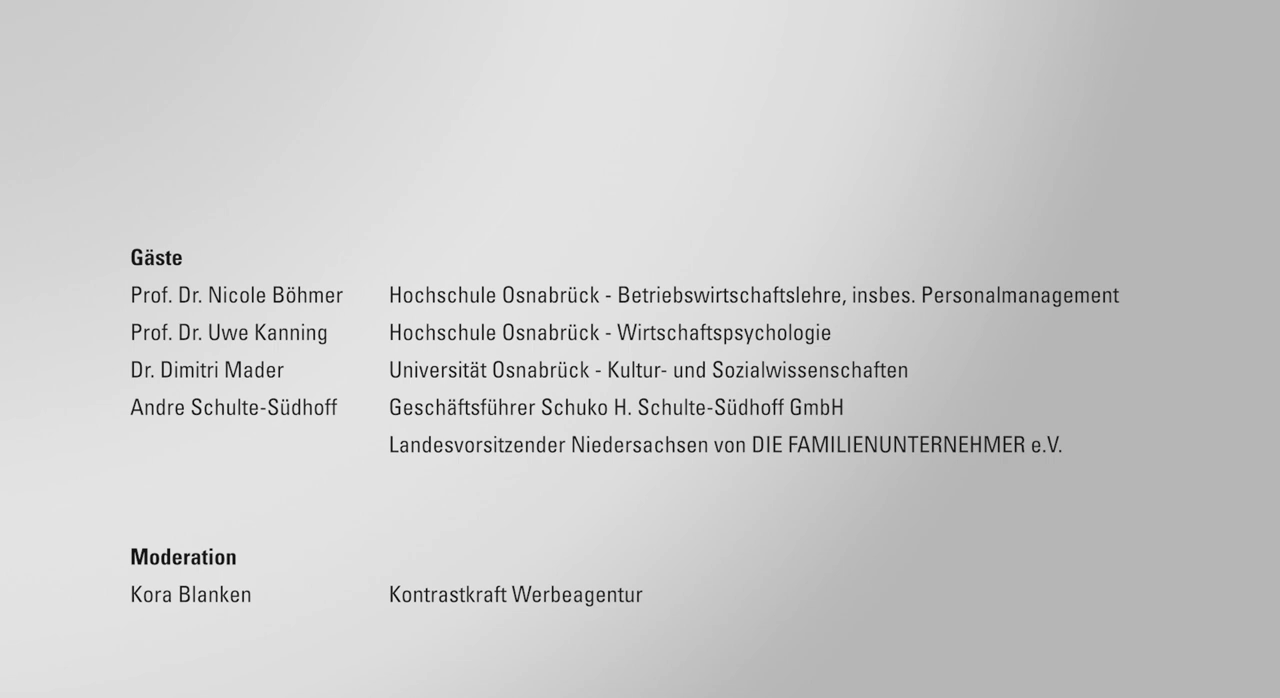 Gäste
Prof. Dr. Nicole Böhmer Hochschule Osnabrück - Betriebswirtschaftslehre, insbes. Personalmanagement
Prof. Dr. Uwe Kanning Hochschule Osnabrück - Wirtschaftspsychologie
Dr. Dimitri Mader Universität Osnabrück - Kultur- und Sozialwissenschaften
Andre Schulte-Südhoff Geschäftsführer Schuko H. Schulte-Südhoff GmbH
Landesvorsitzender Niedersachsen von DIE FAMILIENUNTERNEHMER e.V.
Moderation
Kora Blanken Kontrastkraft Werbeagentur